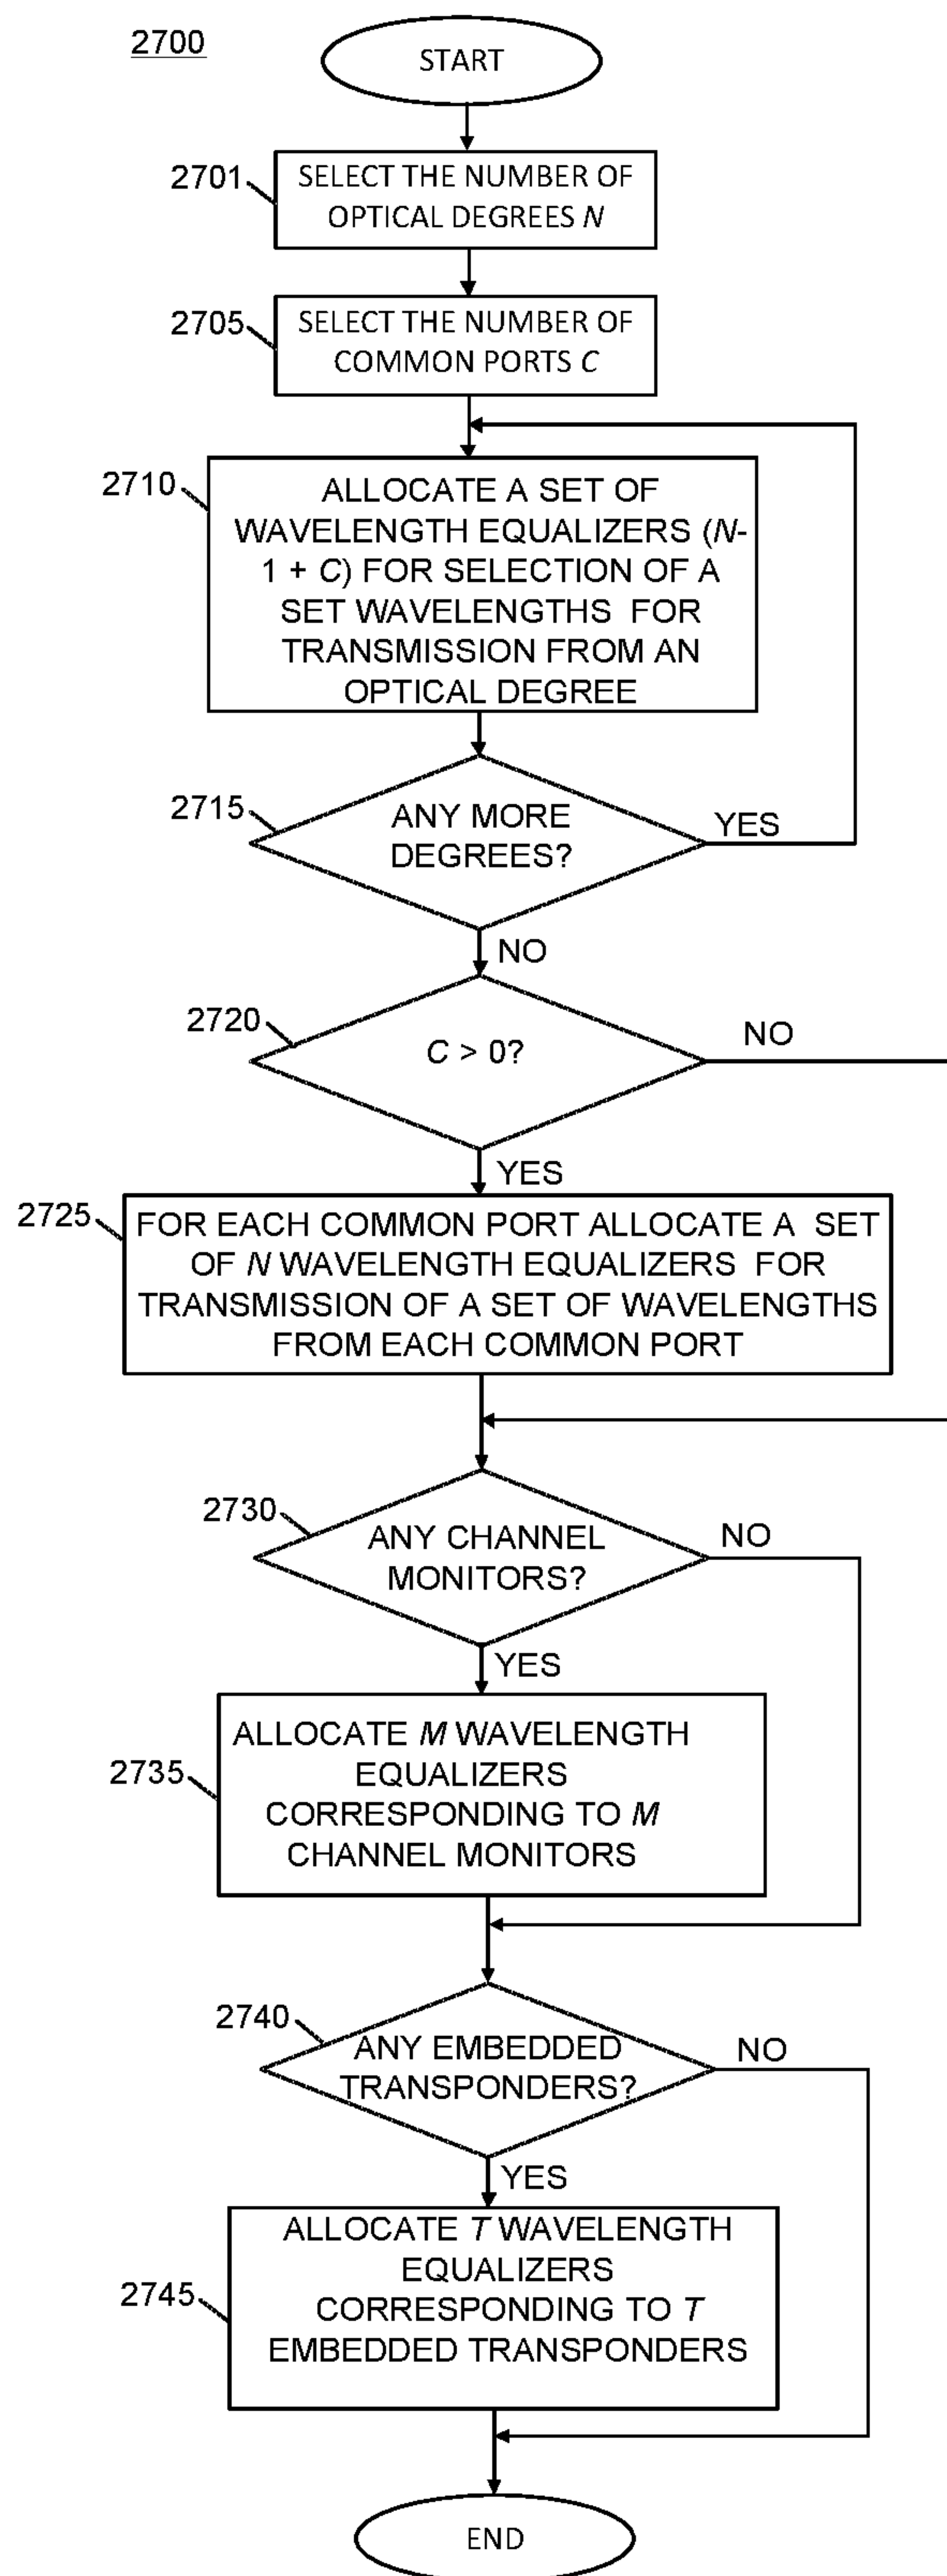 2700
START
2701
SELECT THE NUMBER OF
OPTICAL DEGREES N
2705
SELECT THE NUMBER OF
COMMON PORTS C
2710
ALLOCATE A SET OF
WAVELENGTH EQUALIZERS (N-
1 + C) FOR SELECTION OF A
SET WAVELENGTHS FOR
TRANSMISSION FROM AN
OPTICAL DEGREE
2715
ANY MORE
DEGREES?
YES
NO
2720
C > 0?
NO
YES
2725
FOR EACH COMMON PORT ALLOCATE A SET
OF N WAVELENGTH EQUALIZERS FOR
TRANSMISSION OF A SET OF WAVELENGTHS
FROM EACH COMMON PORT
2730
ANY CHANNEL
MONITORS?
NO
YES
2735
ALLOCATE M WAVELENGTH
EQUALIZERS
CORRESPONDING TO M
CHANNEL MONITORS
2740
ANY EMBEDDED
TRANSPONDERS?
NO
YES
2745
ALLOCATE T WAVELENGTH
EQUALIZERS
CORRESPONDING TO T
EMBEDDED TRANSPONDERS
END